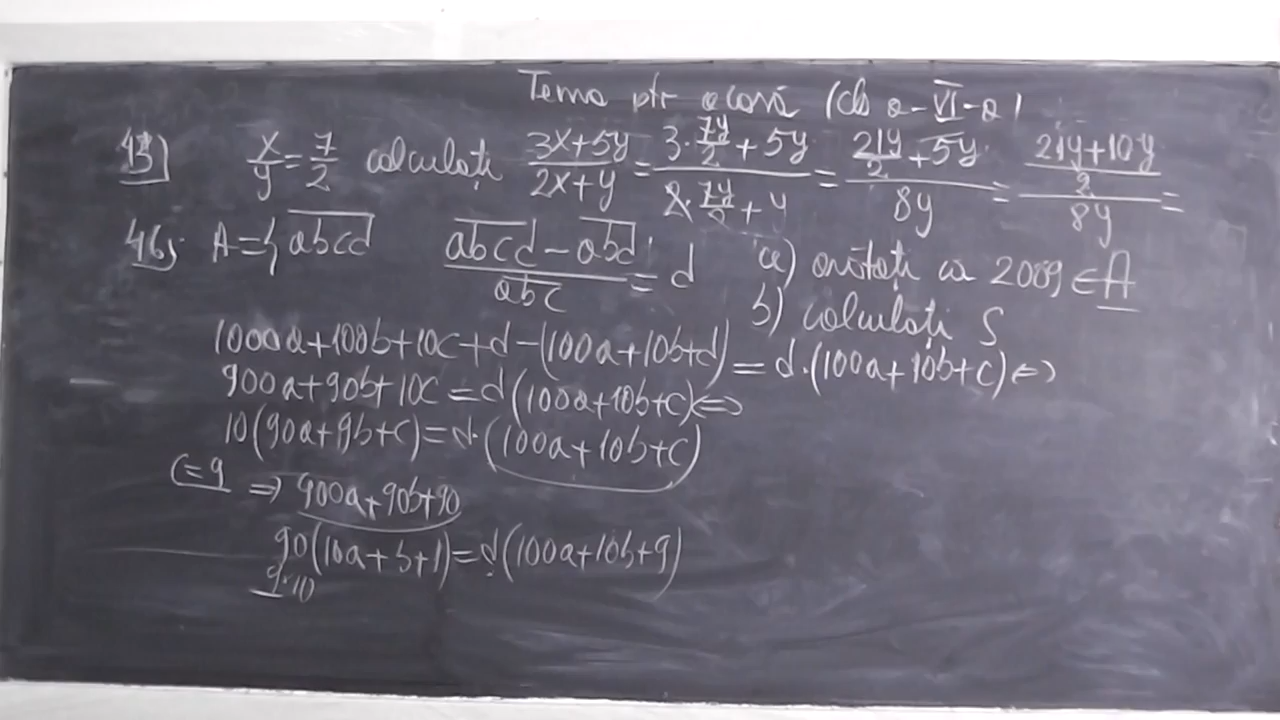 Tema ptr acasă (cls a-VI-a)
43) x/y = 7/2 calculați (3x+5y)/(2x+y) = (3·7y/2+5y)/(2·7y/2+y) = (21y/2+5y)/(8y) = ((21y+10y)/2)/(8y) =
46) A={abcd (abcd-abd)/abc = d a) arătați că 2009∈A
b) calculați S
1000a+100b+10c+d-(100a+10b+d)=d·(100a+10b+c)⇔
900a+90b+10c=d(100a+10b+c)⇔
10(90a+9b+c)=d·(100a+10b+c)
c=9 ⇒ 900a+90b+90
90(10a+b+1)=d(100a+10b+9)
9·10